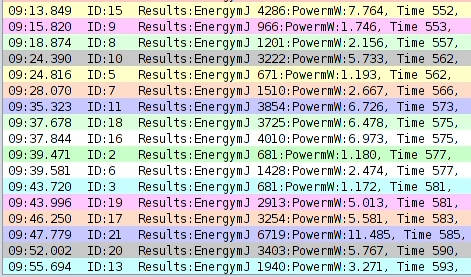 09:13.849 ID:15 Results:EnergymJ 4286:PowermW:7.764, Time 552,
09:15.820 ID:9 Results:EnergymJ 966:PowermW:1.746, Time 553,
09:18.874 ID:8 Results:EnergymJ 1201:PowermW:2.156, Time 557,
09:24.390 ID:10 Results:EnergymJ 3222:PowermW:5.733, Time 562,
09:24.816 ID:5 Results:EnergymJ 671:PowermW:1.193, Time 562,
09:28.070 ID:7 Results:EnergymJ 1510:PowermW:2.667, Time 566,
09:35.323 ID:11 Results:EnergymJ 3854:PowermW:6.726, Time 573,
09:37.678 ID:18 Results:EnergymJ 3725:PowermW:6.478, Time 575,
09:37.844 ID:16 Results:EnergymJ 4010:PowermW:6.973, Time 575,
09:39.471 ID:2 Results:EnergymJ 681:PowermW:1.180, Time 577,
09:39.581 ID:6 Results:EnergymJ 1428:PowermW:2.474, Time 577,
09:43.720 ID:3 Results:EnergymJ 681:PowermW:1.172, Time 581,
09:43.996 ID:19 Results:EnergymJ 2913:PowermW:5.013, Time 581,
09:46.250 ID:17 Results:EnergymJ 3254:PowermW:5.581, Time 583,
09:47.779 ID:21 Results:EnergymJ 6719:PowermW:11.485, Time 585,
09:52.002 ID:20 Results:EnergymJ 3403:PowermW:5.767, Time 590,
09:55.694 ID:13 Results:EnergymJ 1940:PowermW:3.271, Time 593,